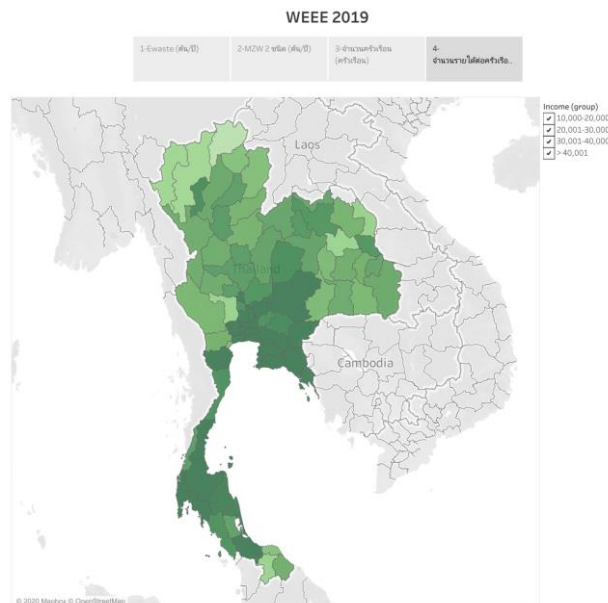 WEEE 2019
1-Ewaste (ตัน/ปี)
2-MZW 2 ชนิด (ตัน/ปี)
3-จำนวนครัวเรือน
(ครัวเรือน)
4-
จำนวนรายได้ต่อครัวเรือ...
Income (group)
10,000-20,000
20,001-30,000
30,001-40,000
> 40,001
Laos
Thailand
Cambodia
© 2020 Mapbox © OpenStreetMap